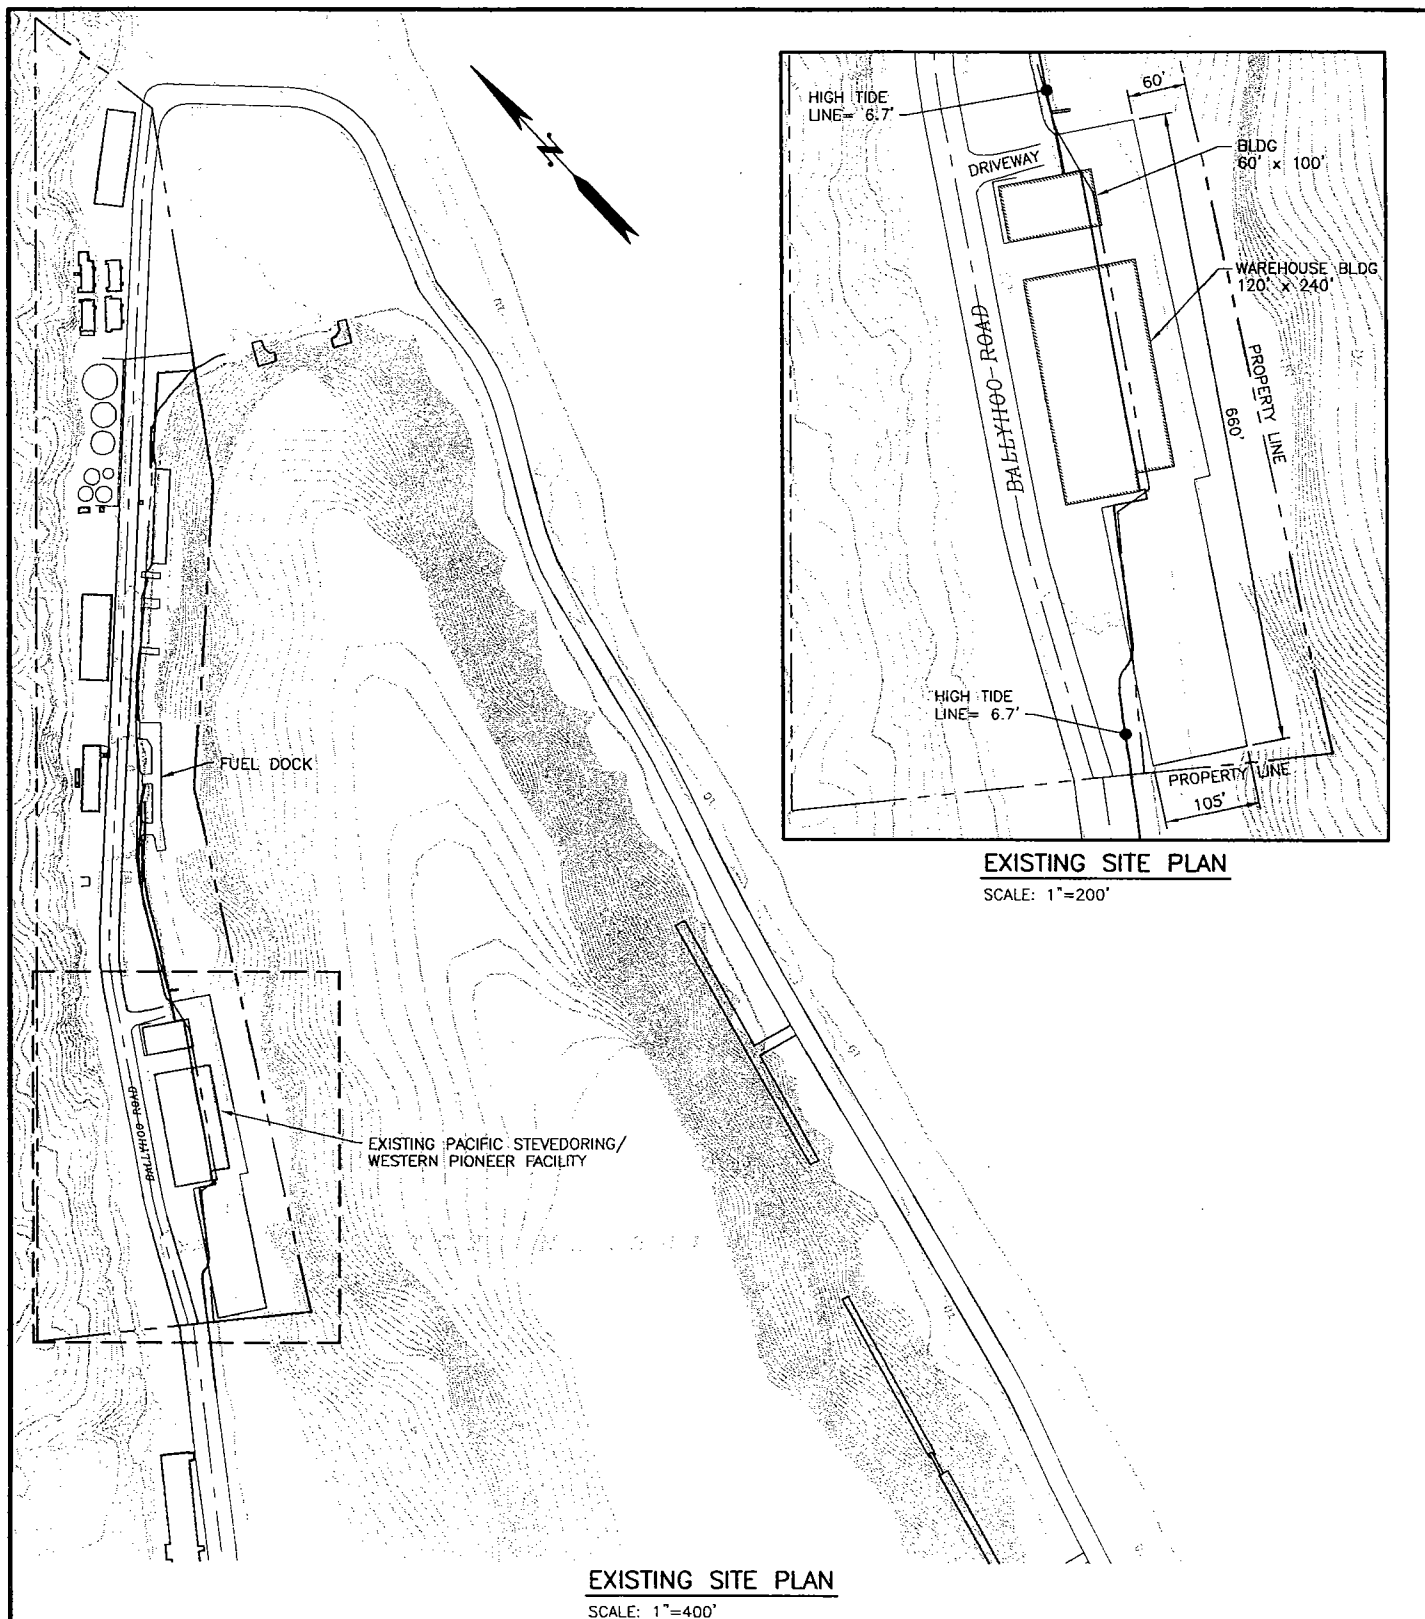 N
HIGH TIDE
LINE= 6.7'
60'
DRIVEWAY
BLDG
60' x 100'
WAREHOUSE BLDG
120' x 240'
BALLYHOO ROAD
PROPERTY LINE
660'
HIGH TIDE
LINE= 6.7'
PROPERTY LINE
105'
EXISTING SITE PLAN
SCALE: 1"=200'
FUEL DOCK
BALLYHOO ROAD
EXISTING PACIFIC STEVEDORING/
WESTERN PIONEER FACILITY
EXISTING SITE PLAN
SCALE: 1"=400'